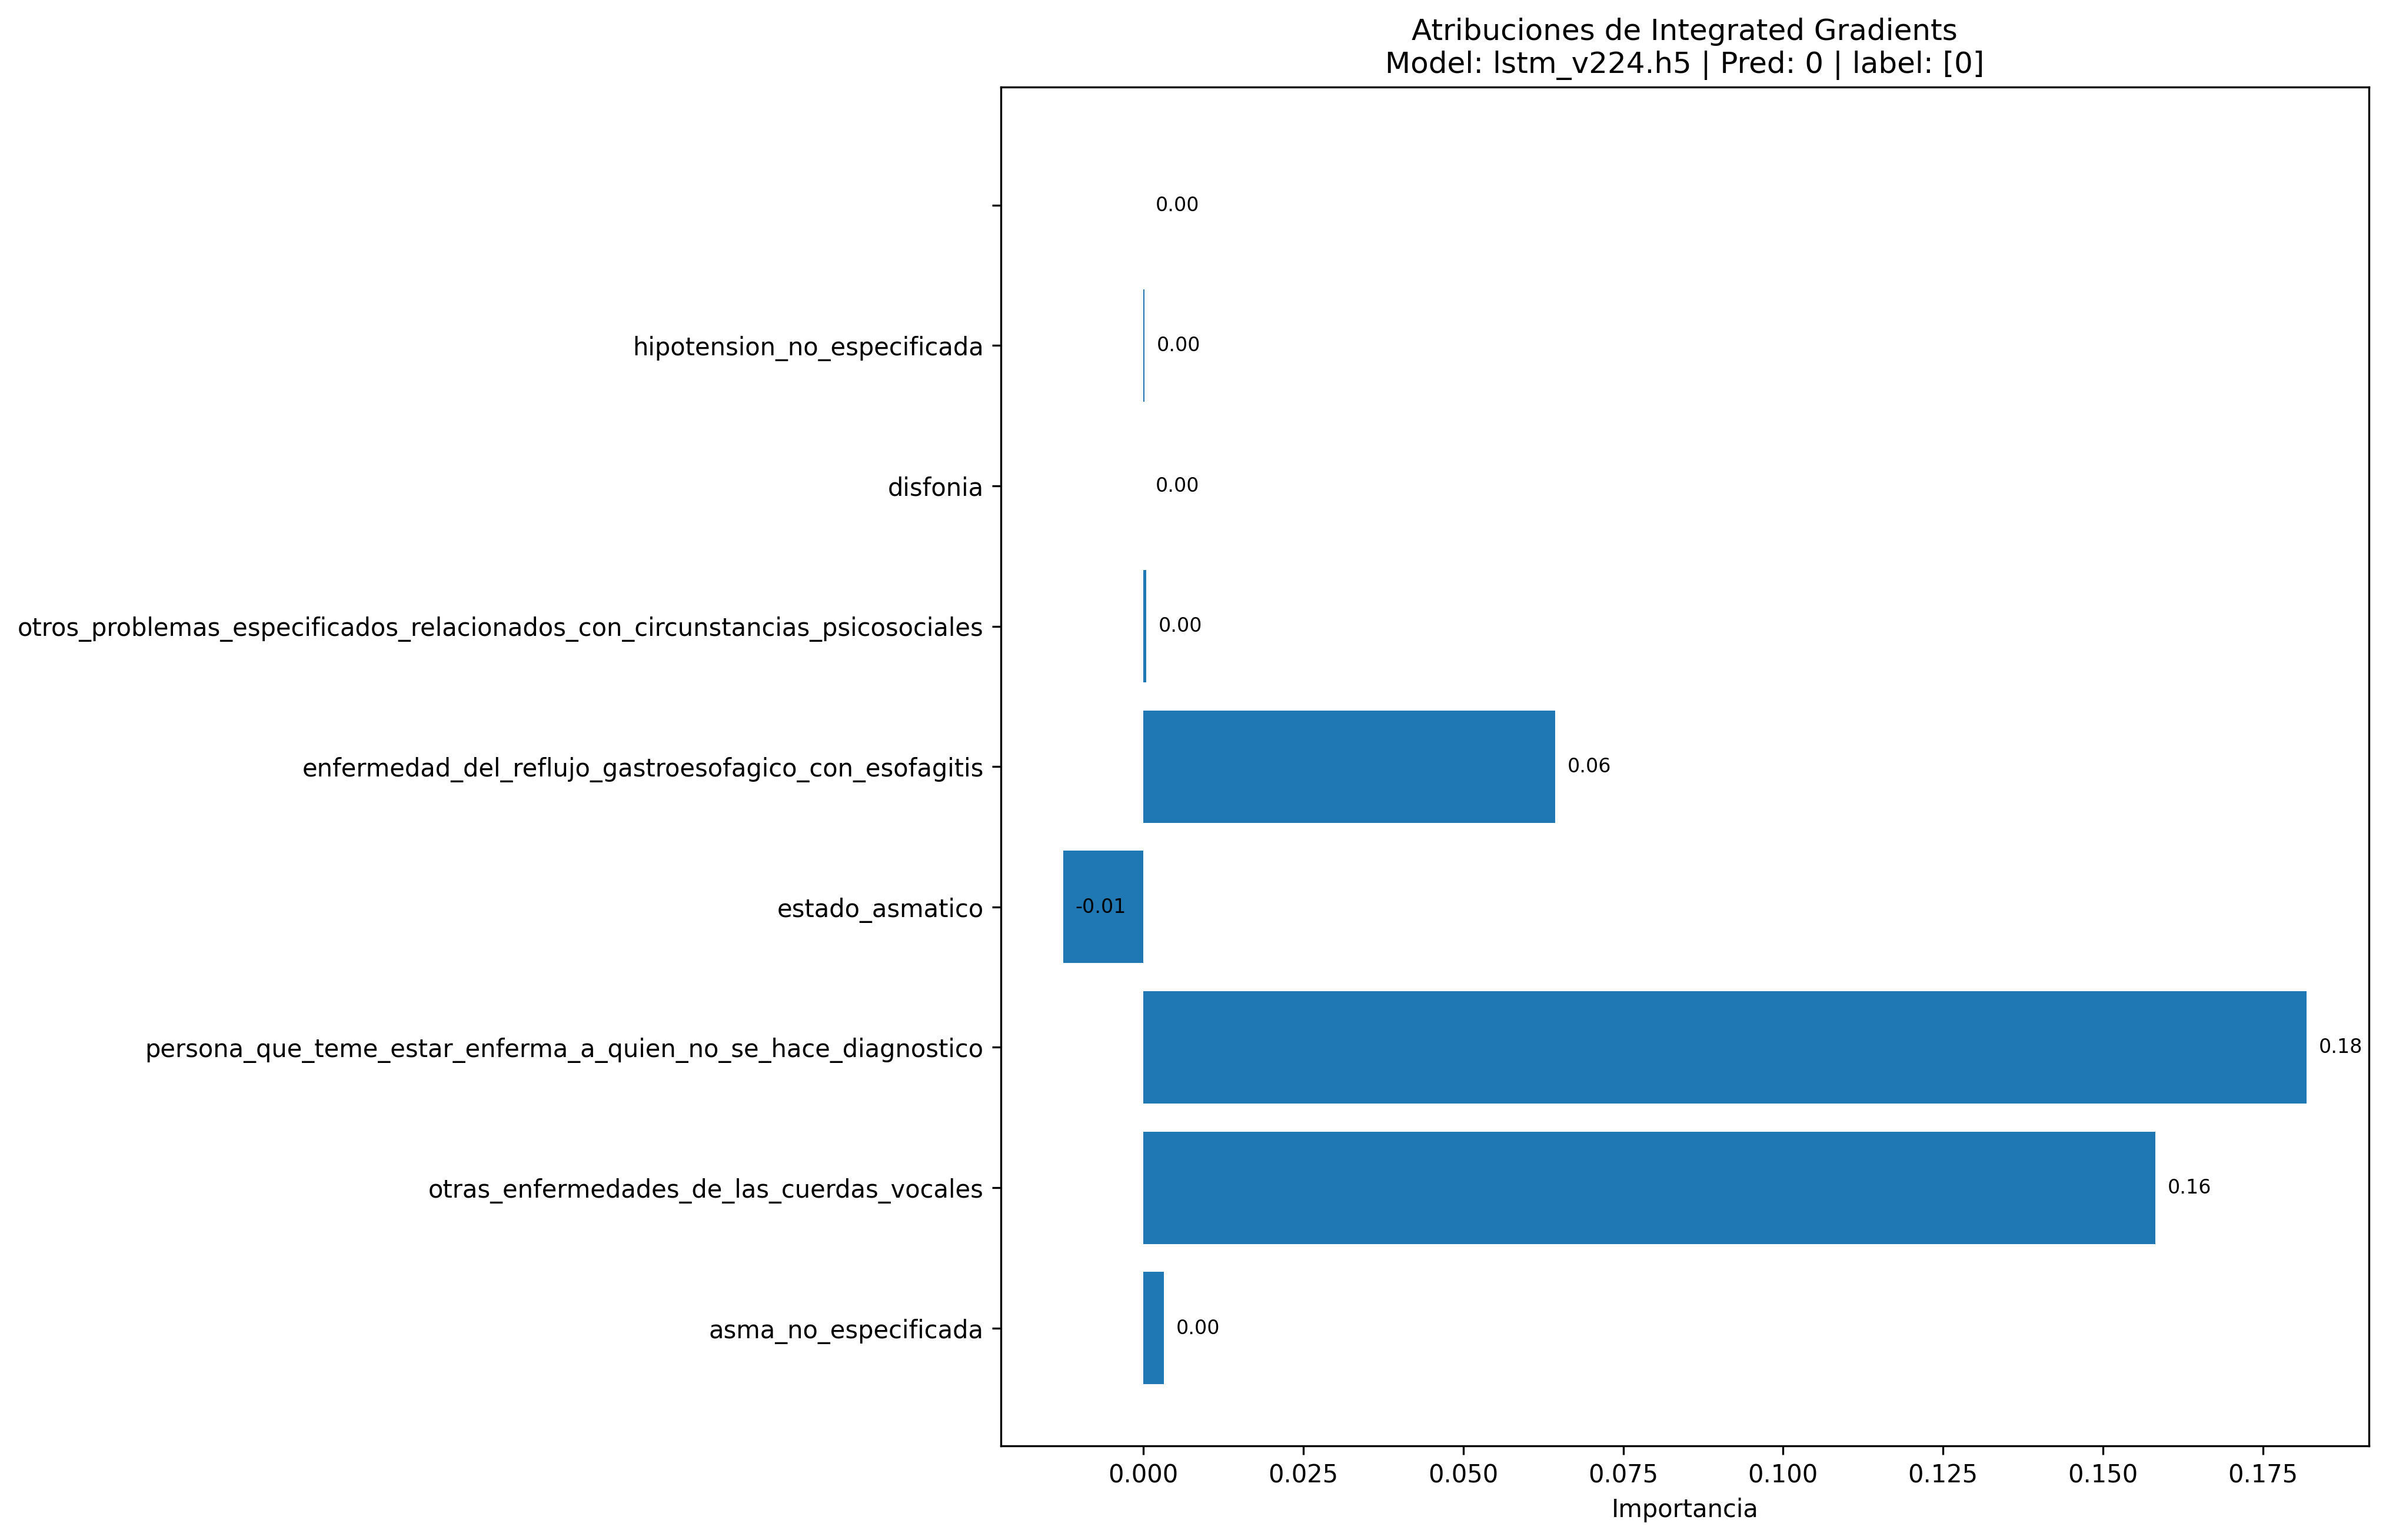 Atribuciones de Integrated Gradients
Model: lstm_v224.h5 | Pred: 0 | label: [0]
0.00
hipotension_no_especificada 0.00
disfonia 0.00
otros_problemas_especificados_relacionados_con_circunstancias_psicosociales 0.00
enfermedad_del_reflujo_gastroesofagico_con_esofagitis 0.06
estado_asmatico -0.01
persona_que_teme_estar_enferma_a_quien_no_se_hace_diagnostico 0.18
otras_enfermedades_de_las_cuerdas_vocales 0.16
asma_no_especificada 0.00
0.000 0.025 0.050 0.075 0.100 0.125 0.150 0.175
Importancia